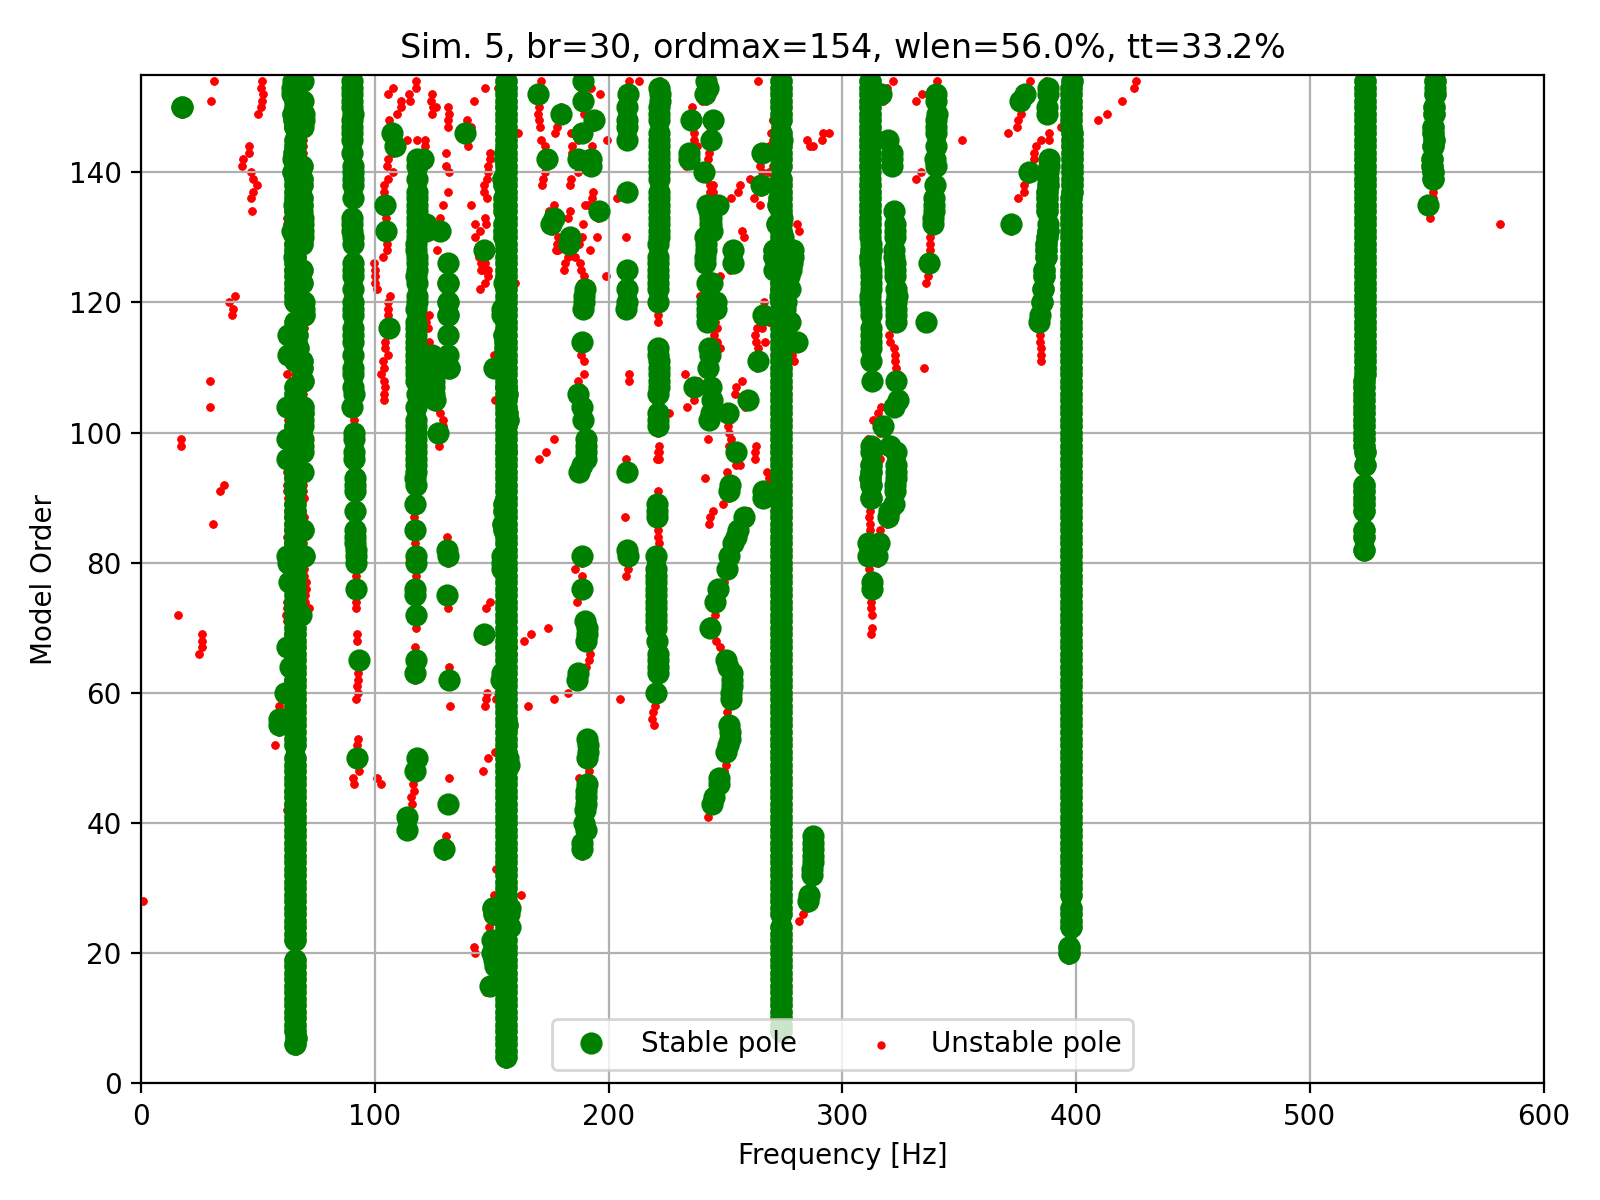 Sim. 5, br=30, ordmax=154, wlen=56.0%, tt=33.2%
Model Order
140
120
100
80
60
40
20
0
Stable pole Unstable pole
0 100 200 300 400 500 600
Frequency [Hz]